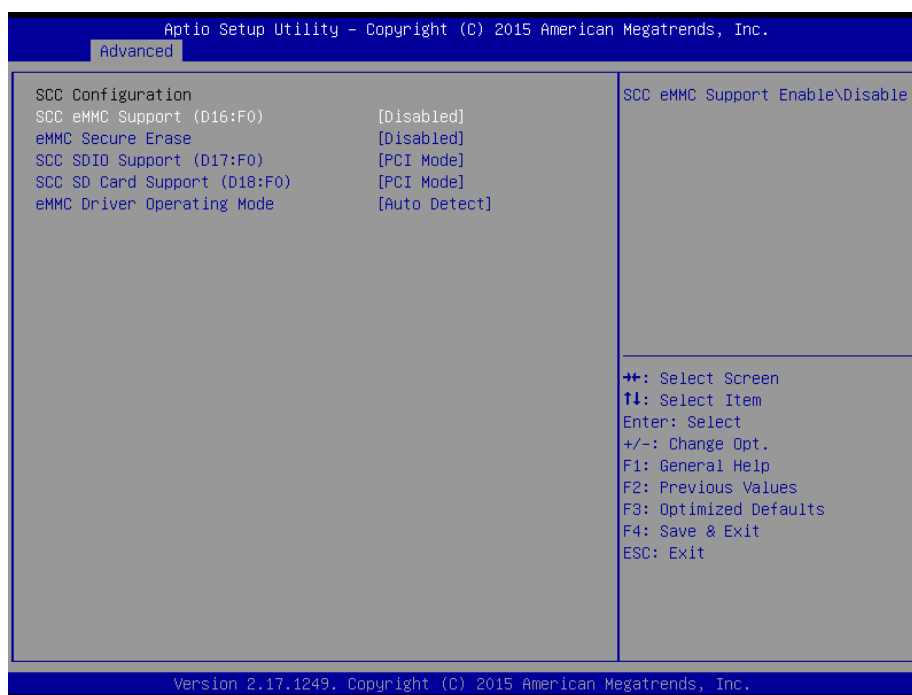 Aptio Setup Utility – Copyright (C) 2015 American Megatrends, Inc.
Advanced
SCC Configuration
SCC eMMC Support (D16:F0) [Disabled]
eMMC Secure Erase [Disabled]
SCC SDIO Support (D17:F0) [PCI Mode]
SCC SD Card Support (D18:F0) [PCI Mode]
eMMC Driver Operating Mode [Auto Detect]
SCC eMMC Support Enable\Disable
→←: Select Screen
↑↓: Select Item
Enter: Select
+/-: Change Opt.
F1: General Help
F2: Previous Values
F3: Optimized Defaults
F4: Save & Exit
ESC: Exit
Version 2.17.1249. Copyright (C) 2015 American Megatrends, Inc.